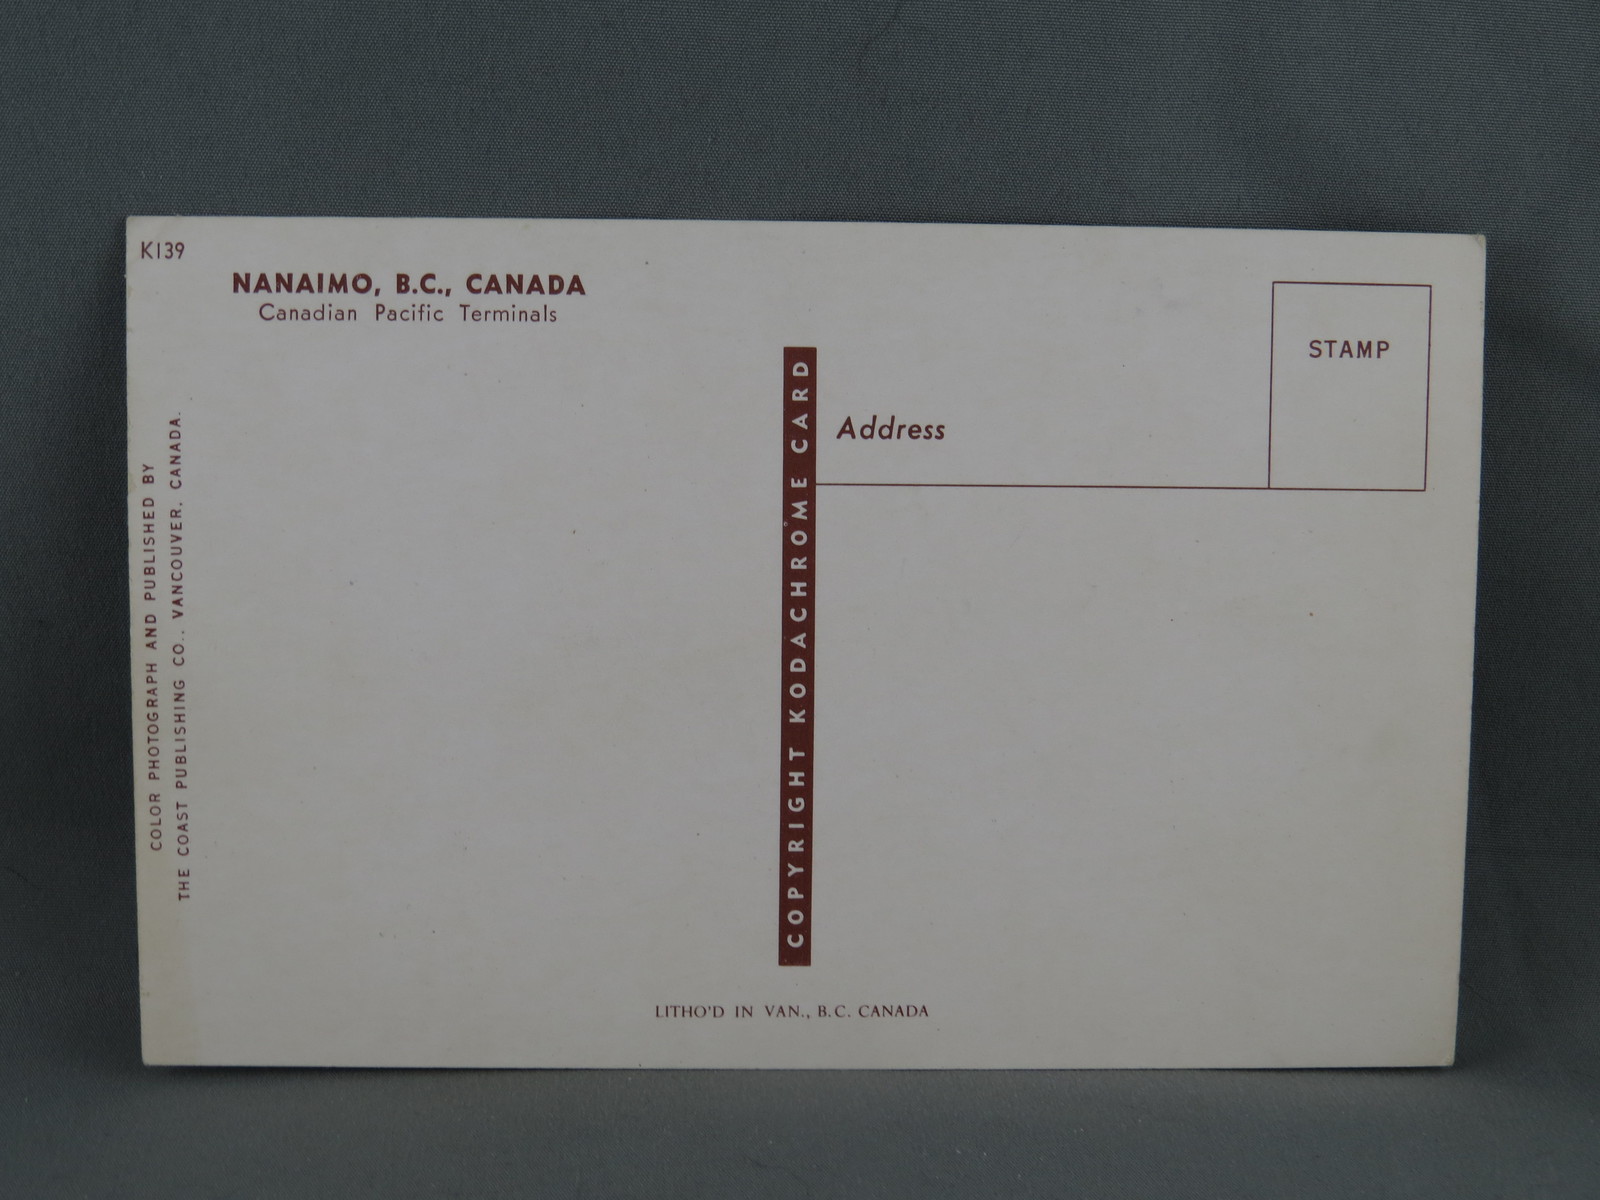 K139
NANAIMO, B.C., CANADA
Canadian Pacific Terminals
STAMP
Address
COPYRIGHT KODACHROME CARD
COLOR PHOTOGRAPH AND PUBLISHED BY
THE COAST PUBLISHING CO., VANCOUVER, CANADA.
LITHO'D IN VAN., B.C. CANADA